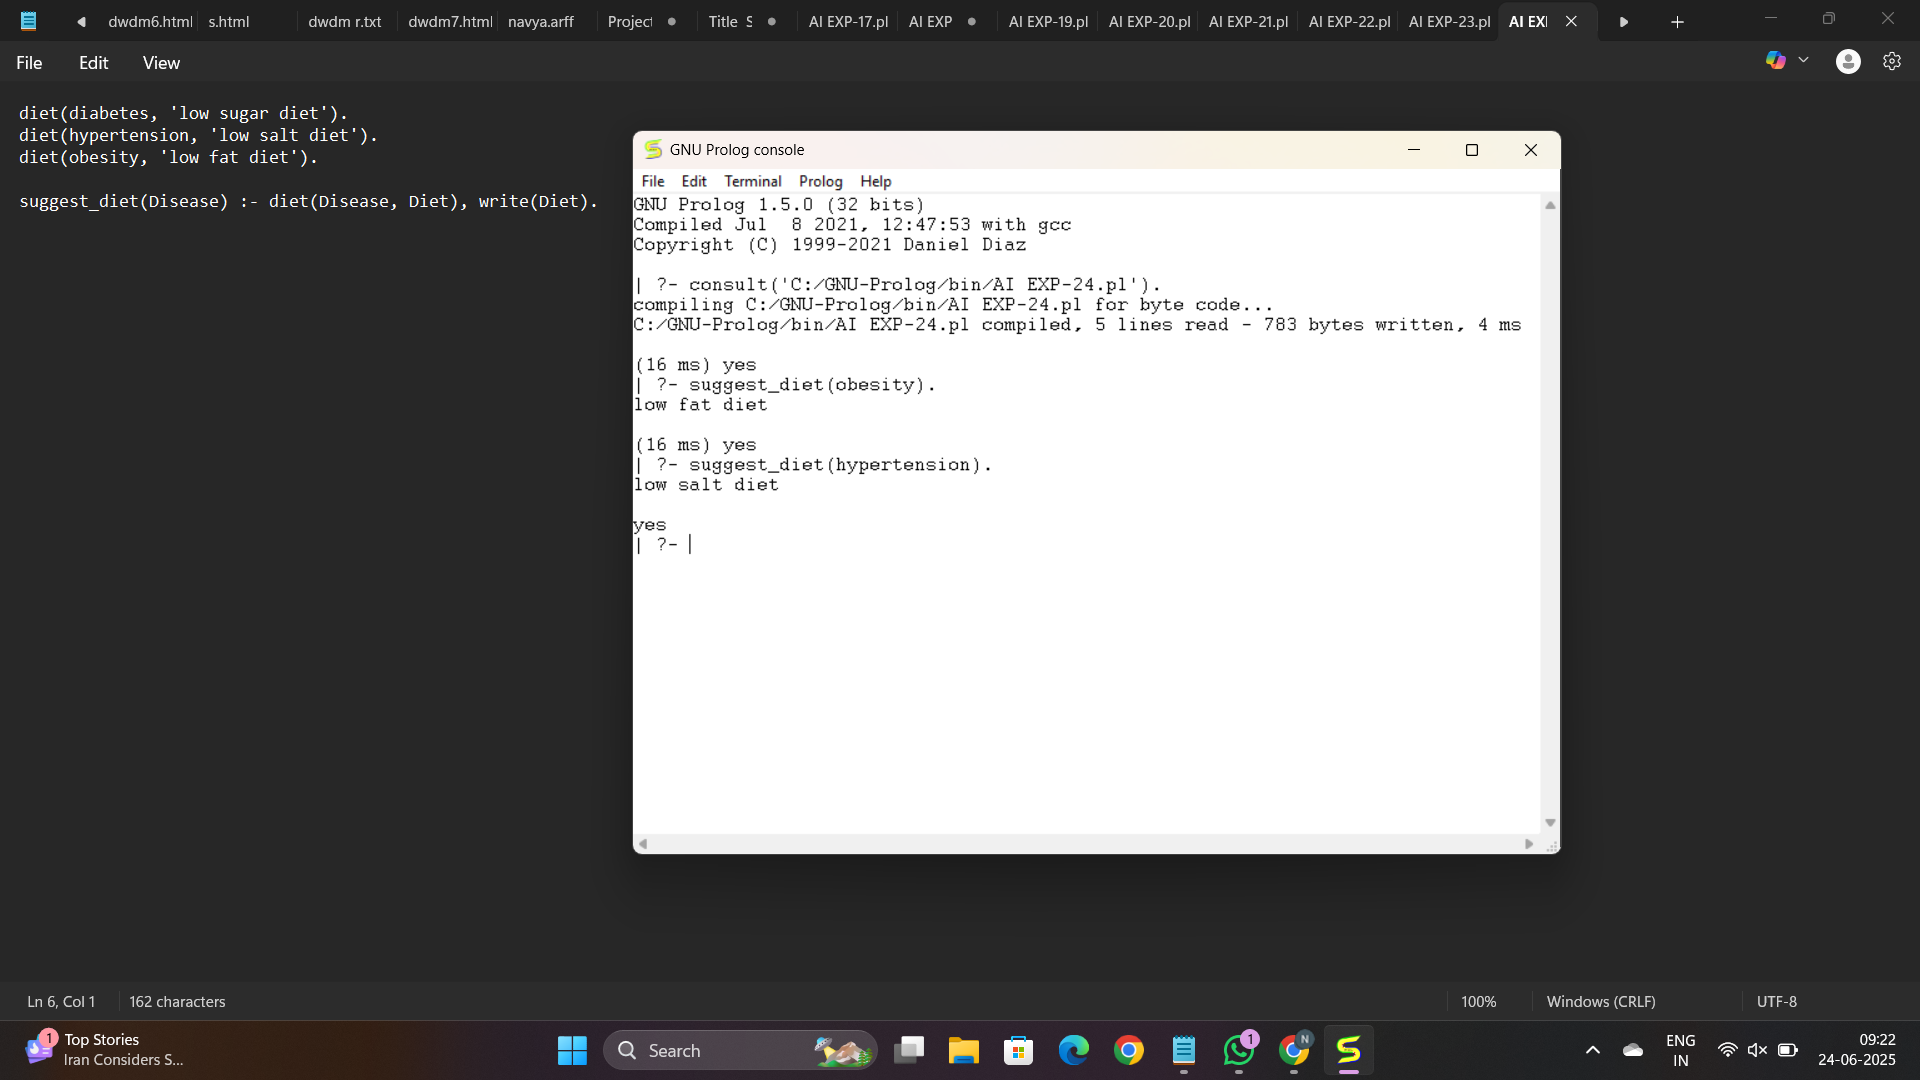 dwdm6.html s.html dwdm r.txt dwdm7.html navya.arff Project Title S AI EXP-17.pl AI EXP AI EXP-19.pl AI EXP-20.pl AI EXP-21.pl AI EXP-22.pl AI EXP-23.pl AI EX
File Edit View
diet(diabetes, 'low sugar diet').
diet(hypertension, 'low salt diet').
diet(obesity, 'low fat diet').
suggest_diet(Disease) :- diet(Disease, Diet), write(Diet).
GNU Prolog console
File Edit Terminal Prolog Help
GNU Prolog 1.5.0 (32 bits)
Compiled Jul  8 2021, 12:47:53 with gcc
Copyright (C) 1999-2021 Daniel Diaz
| ?- consult('C:/GNU-Prolog/bin/AI EXP-24.pl').
compiling C:/GNU-Prolog/bin/AI EXP-24.pl for byte code...
C:/GNU-Prolog/bin/AI EXP-24.pl compiled, 5 lines read - 783 bytes written, 4 ms
(16 ms) yes
| ?- suggest_diet(obesity).
low fat diet
(16 ms) yes
| ?- suggest_diet(hypertension).
low salt diet
yes
| ?-
Ln 6, Col 1 162 characters 100% Windows (CRLF) UTF-8
1 Top Stories
Iran Considers S...
Search
1
N
ENG
IN
09:22
24-06-2025